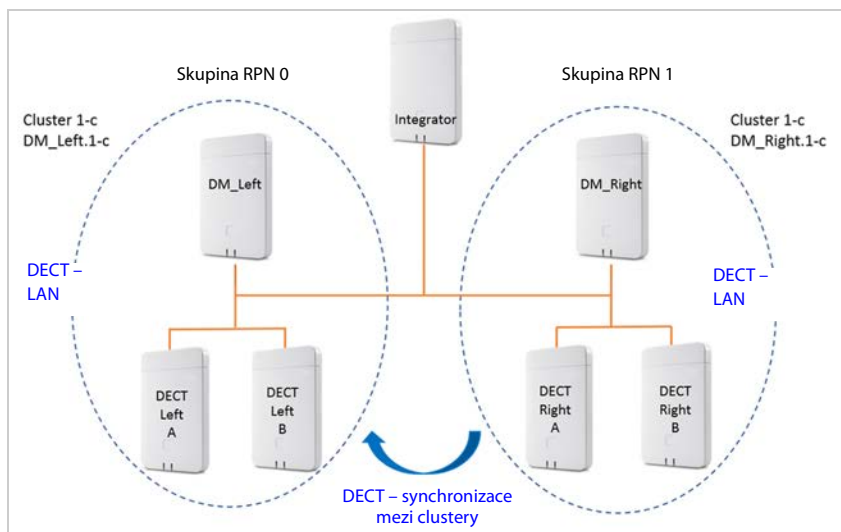 Skupina RPN 0
Skupina RPN 1
Integrator
Cluster 1-c
DM_Left.1-c
Cluster 1-c
DM_Right.1-c
DM_Left
DM_Right
DECT –
LAN
DECT –
LAN
DECT
Left
A
DECT
Left
B
DECT
Right
A
DECT
Right
B
DECT – synchronizace
mezi clustery